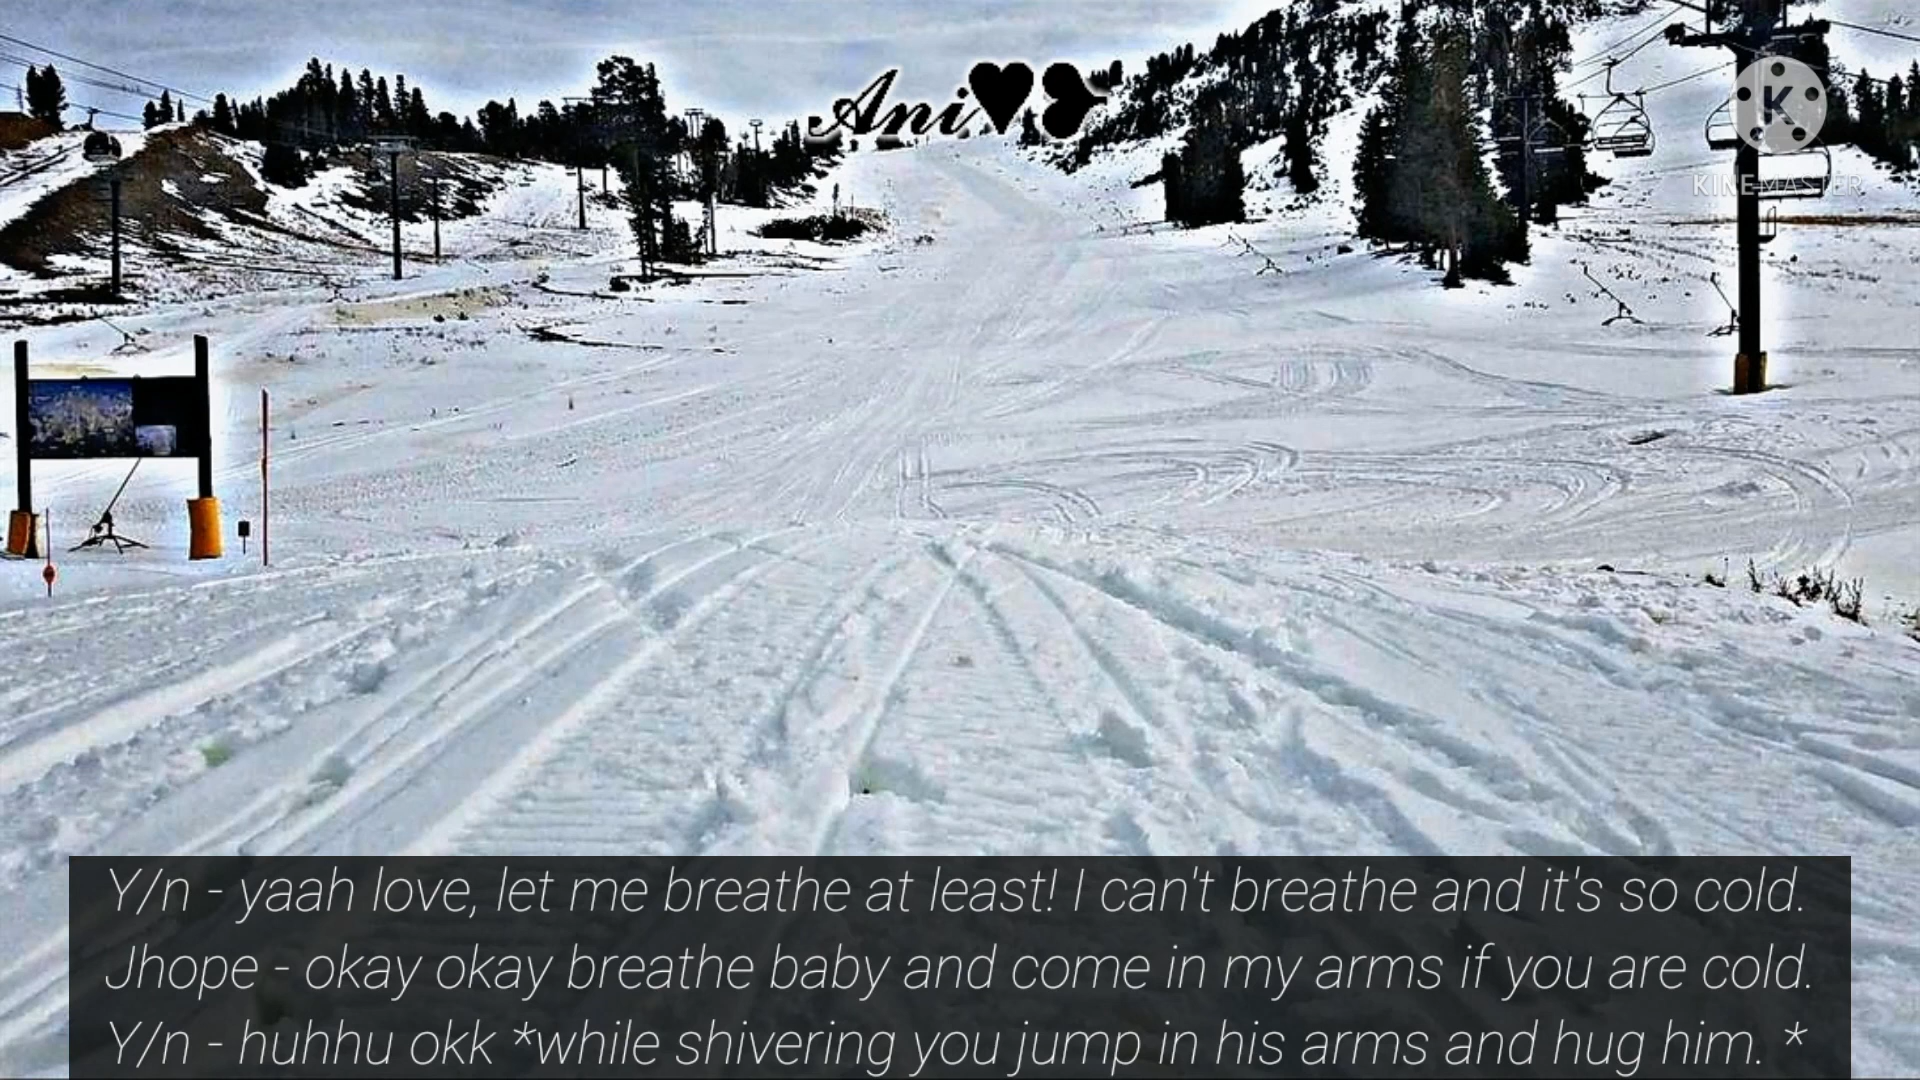 Ani♥❥
K
KINEMASTER
Y/n - yaah love, let me breathe at least! I can't breathe and it's so cold.
Jhope - okay okay breathe baby and come in my arms if you are cold.
Y/n - huhhu okk *while shivering you jump in his arms and hug him. *